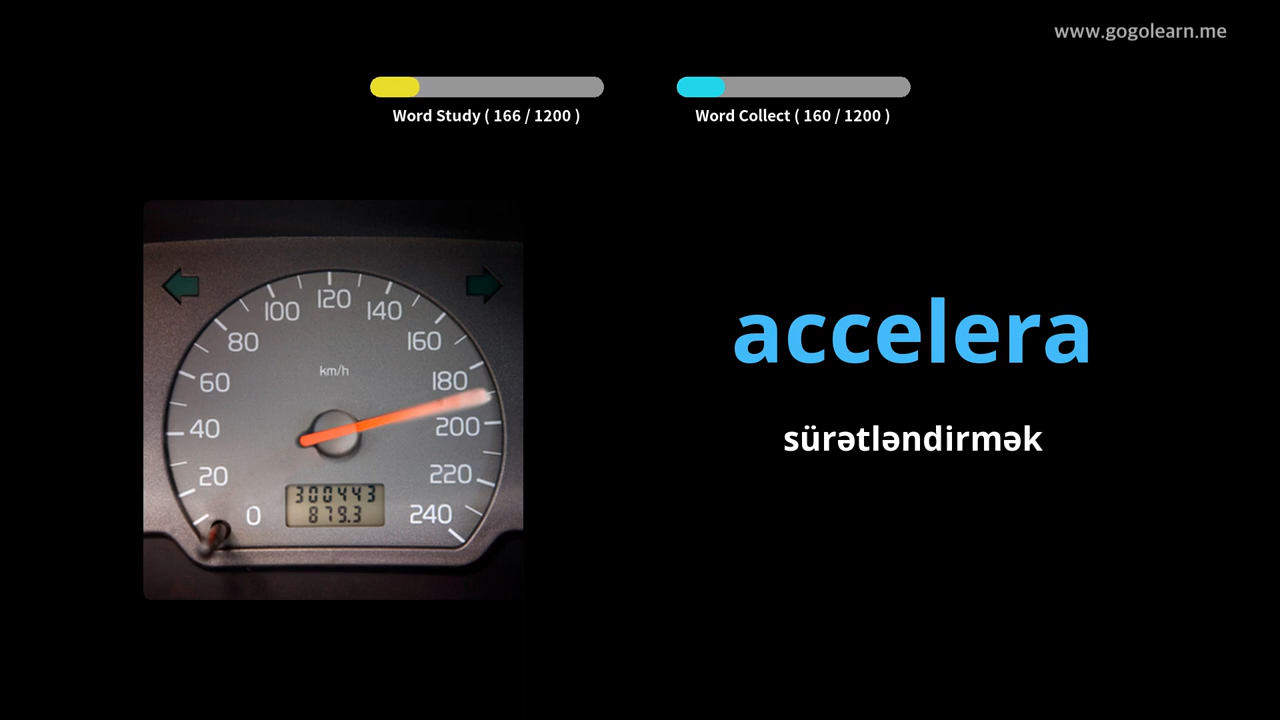 www.gogolearn.me
Word Study ( 166 / 1200 )
Word Collect ( 160 / 1200 )
120
100
140
80
160
km/h
60
180
40
200
20
220
0
240
300443
879.3
accelera
sürətləndirmək